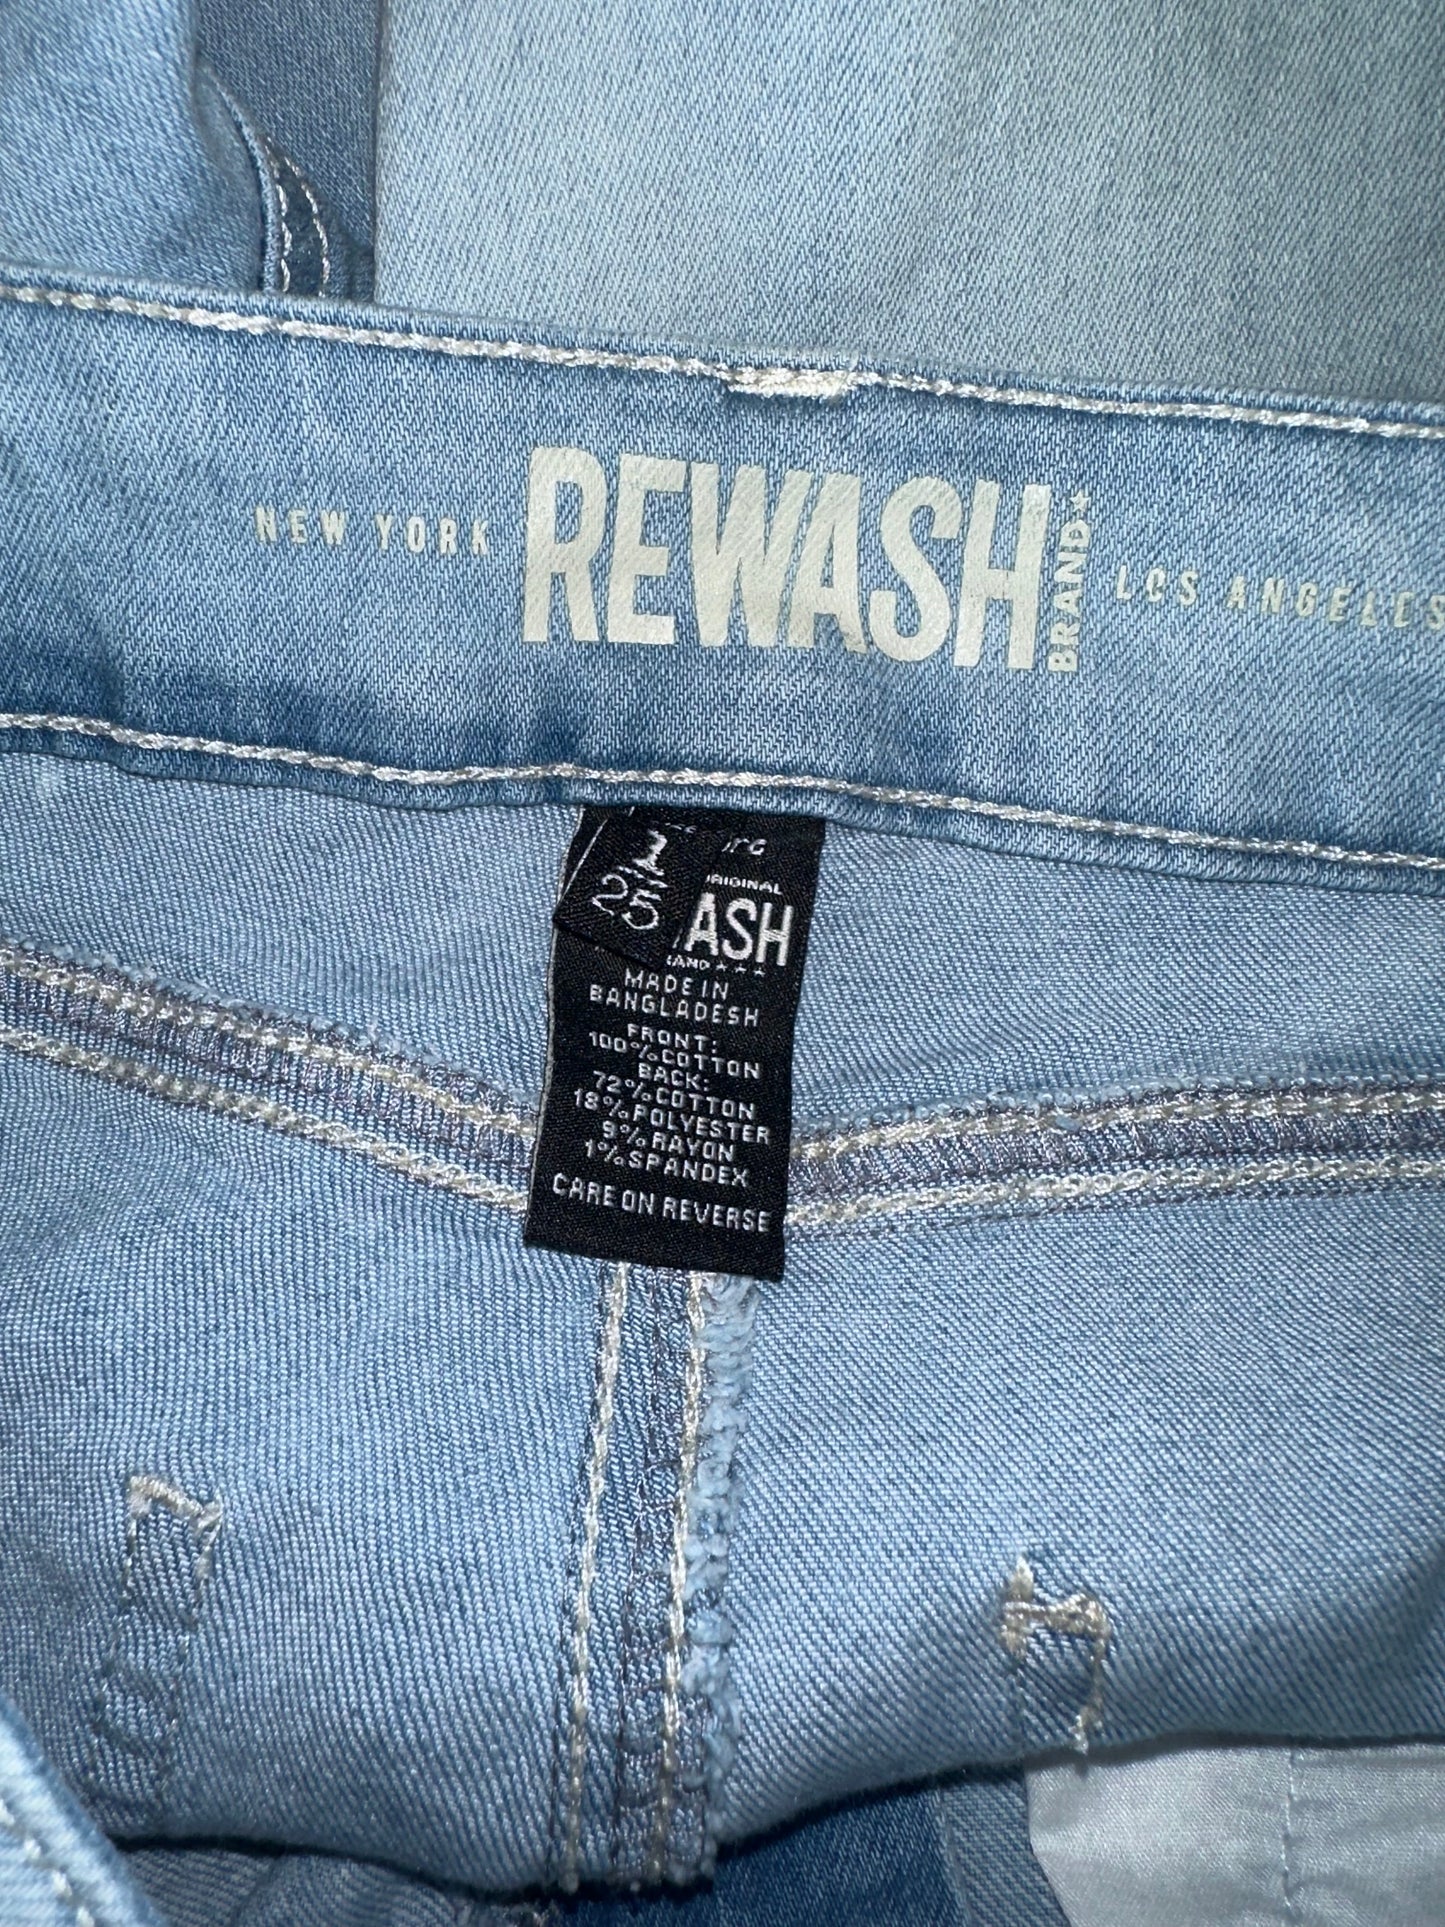 NEW YORK REWASH BRAND LOS ANGELES
1
25
ASH
MADE IN
BANGLADESH
FRONT:
100%COTTON
BACK:
72%COTTON
18%POLYESTER
9%RAYON
1%SPANDEX
CARE ON REVERSE